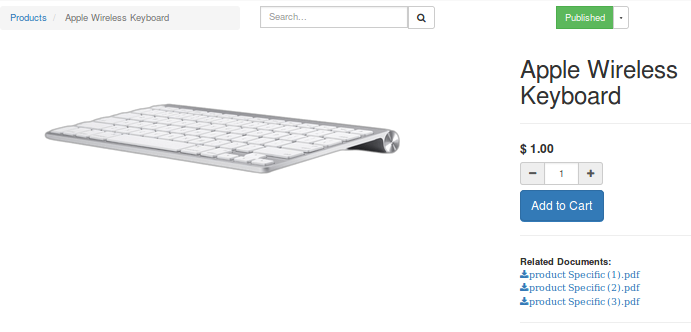 Products / Apple Wireless Keyboard
Search...
Published
Apple Wireless
Keyboard
$ 1.00
1
Add to Cart
Related Documents:
product Specific (1).pdf
product Specific (2).pdf
product Specific (3).pdf